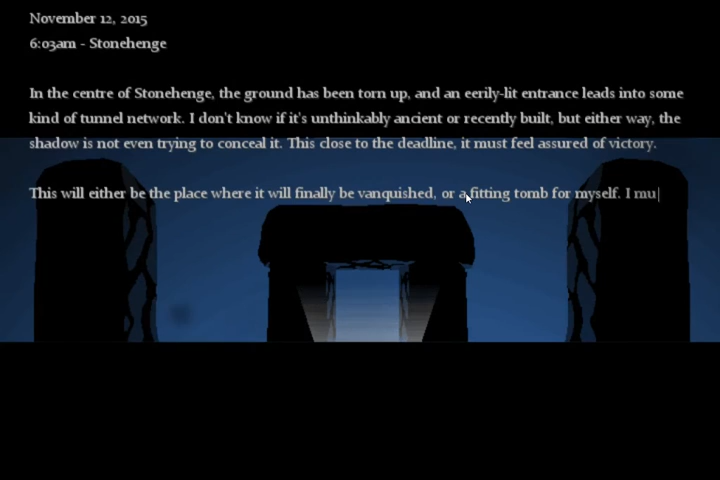 November 12, 2015
6:03am - Stonehenge
In the centre of Stonehenge, the ground has been torn up, and an eerily-lit entrance leads into some
kind of tunnel network. I don't know if it's unthinkably ancient or recently built, but either way, the
shadow is not even trying to conceal it. This close to the deadline, it must feel assured of victory.
This will either be the place where it will finally be vanquished, or a fitting tomb for myself. I mu